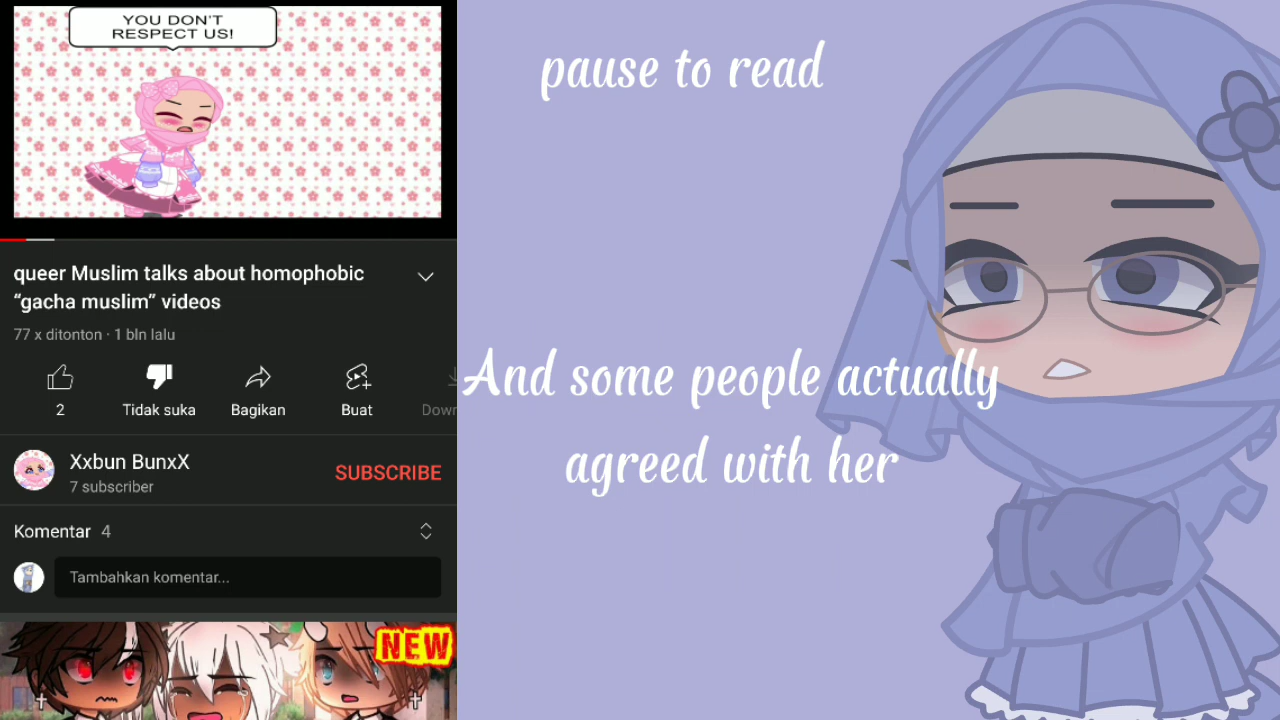 YOU DON'T
RESPECT US!
queer Muslim talks about homophobic
“gacha muslim” videos
77 x ditonton · 1 bln lalu
2
Tidak suka
Bagikan
Buat
Down
Xxbun BunxX
7 subscriber
SUBSCRIBE
Komentar 4
Tambahkan komentar...
NEW
pause to read
And some people actually
agreed with her